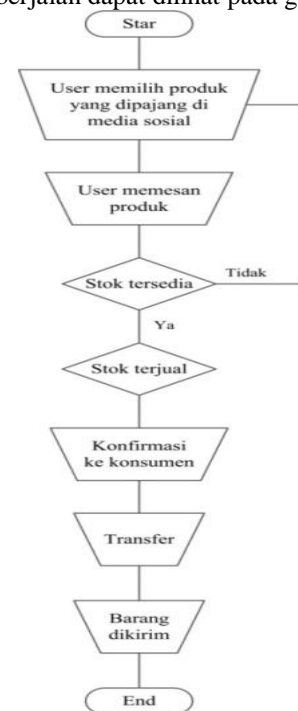 berjalan dapat dilihat pada g
Star
User memilih produk
yang dipajang di
media sosial
User memesan
produk
Stok tersedia
Tidak
Ya
Stok terjual
Konfirmasi
ke konsumen
Transfer
Barang
dikirim
End